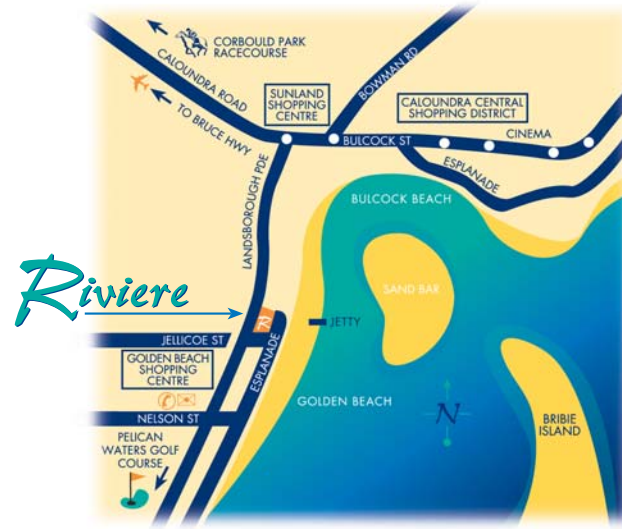 CORBOULD PARK
RACECOURSE
CALOUNDRA ROAD
TO BRUCE HWY
SUNLAND
SHOPPING
CENTRE
BOWMAN RD
CALOUNDRA CENTRAL
SHOPPING DISTRICT
CINEMA
BULCOCK ST
ESPLANADE
LANDSBOROUGH PDE
BULCOCK BEACH
SAND BAR
Riviere
R
JETTY
JELLICOE ST
GOLDEN BEACH
SHOPPING
CENTRE
ESPLANADE
GOLDEN BEACH
NELSON ST
N
BRIBIE
ISLAND
PELICAN
WATERS GOLF
COURSE